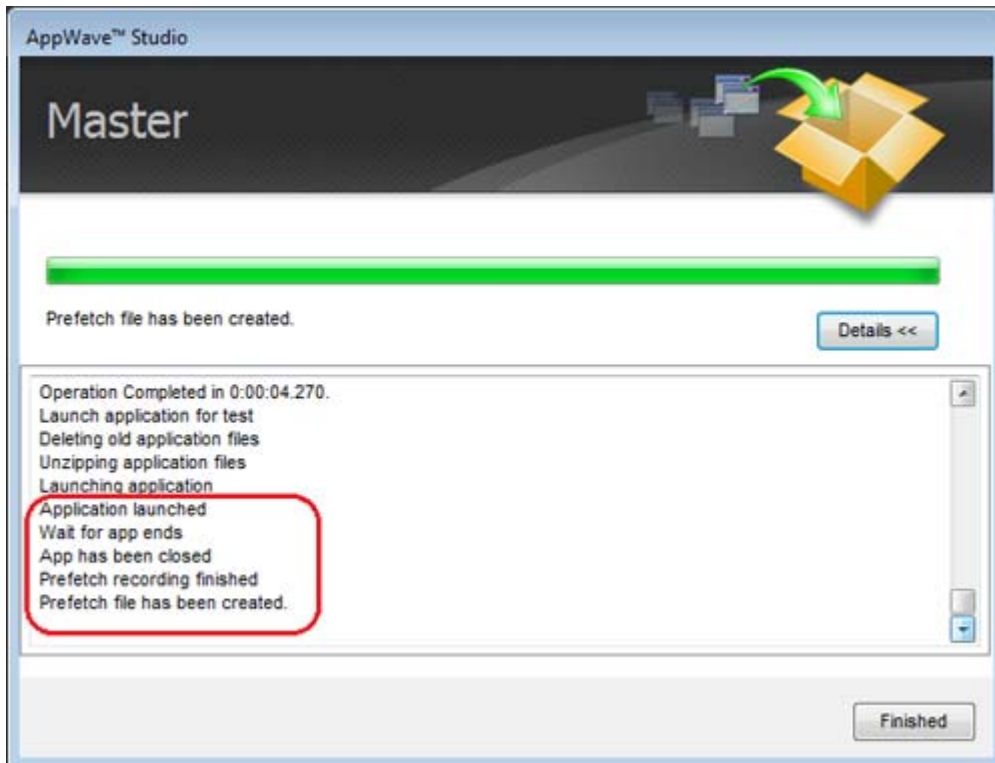 AppWave™ Studio
Master
Prefetch file has been created.
Details <<
Operation Completed in 0:00:04.270.
Launch application for test
Deleting old application files
Unzipping application files
Launching application
Application launched
Wait for app ends
App has been closed
Prefetch recording finished
Prefetch file has been created.
Finished